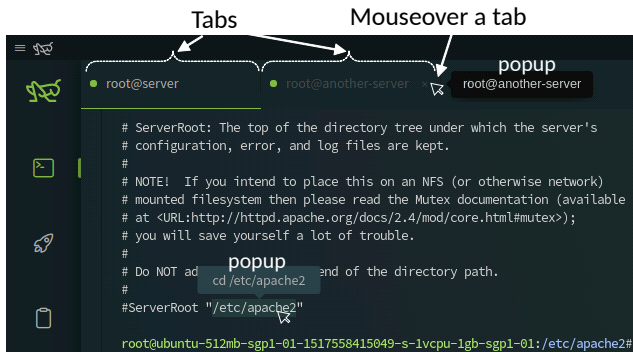 Tabs
Mouseover a tab
popup
root@server
root@another-server
root@another-server
# ServerRoot: The top of the directory tree under which the server's
# configuration, error, and log files are kept.
#
# NOTE!  If you intend to place this on an NFS (or otherwise network)
# mounted filesystem then please read the Mutex documentation (available
# at <URL:http://httpd.apache.org/docs/2.4/mod/core.html#mutex>);
# you will save yourself a lot of trouble.
#
popup
# Do NOT ad end of the directory path.
cd /etc/apache2
#
#ServerRoot "/etc/apache2"
root@ubuntu-512mb-sgp1-01-1517558415049-s-1vcpu-1gb-sgp1-01:/etc/apache2#